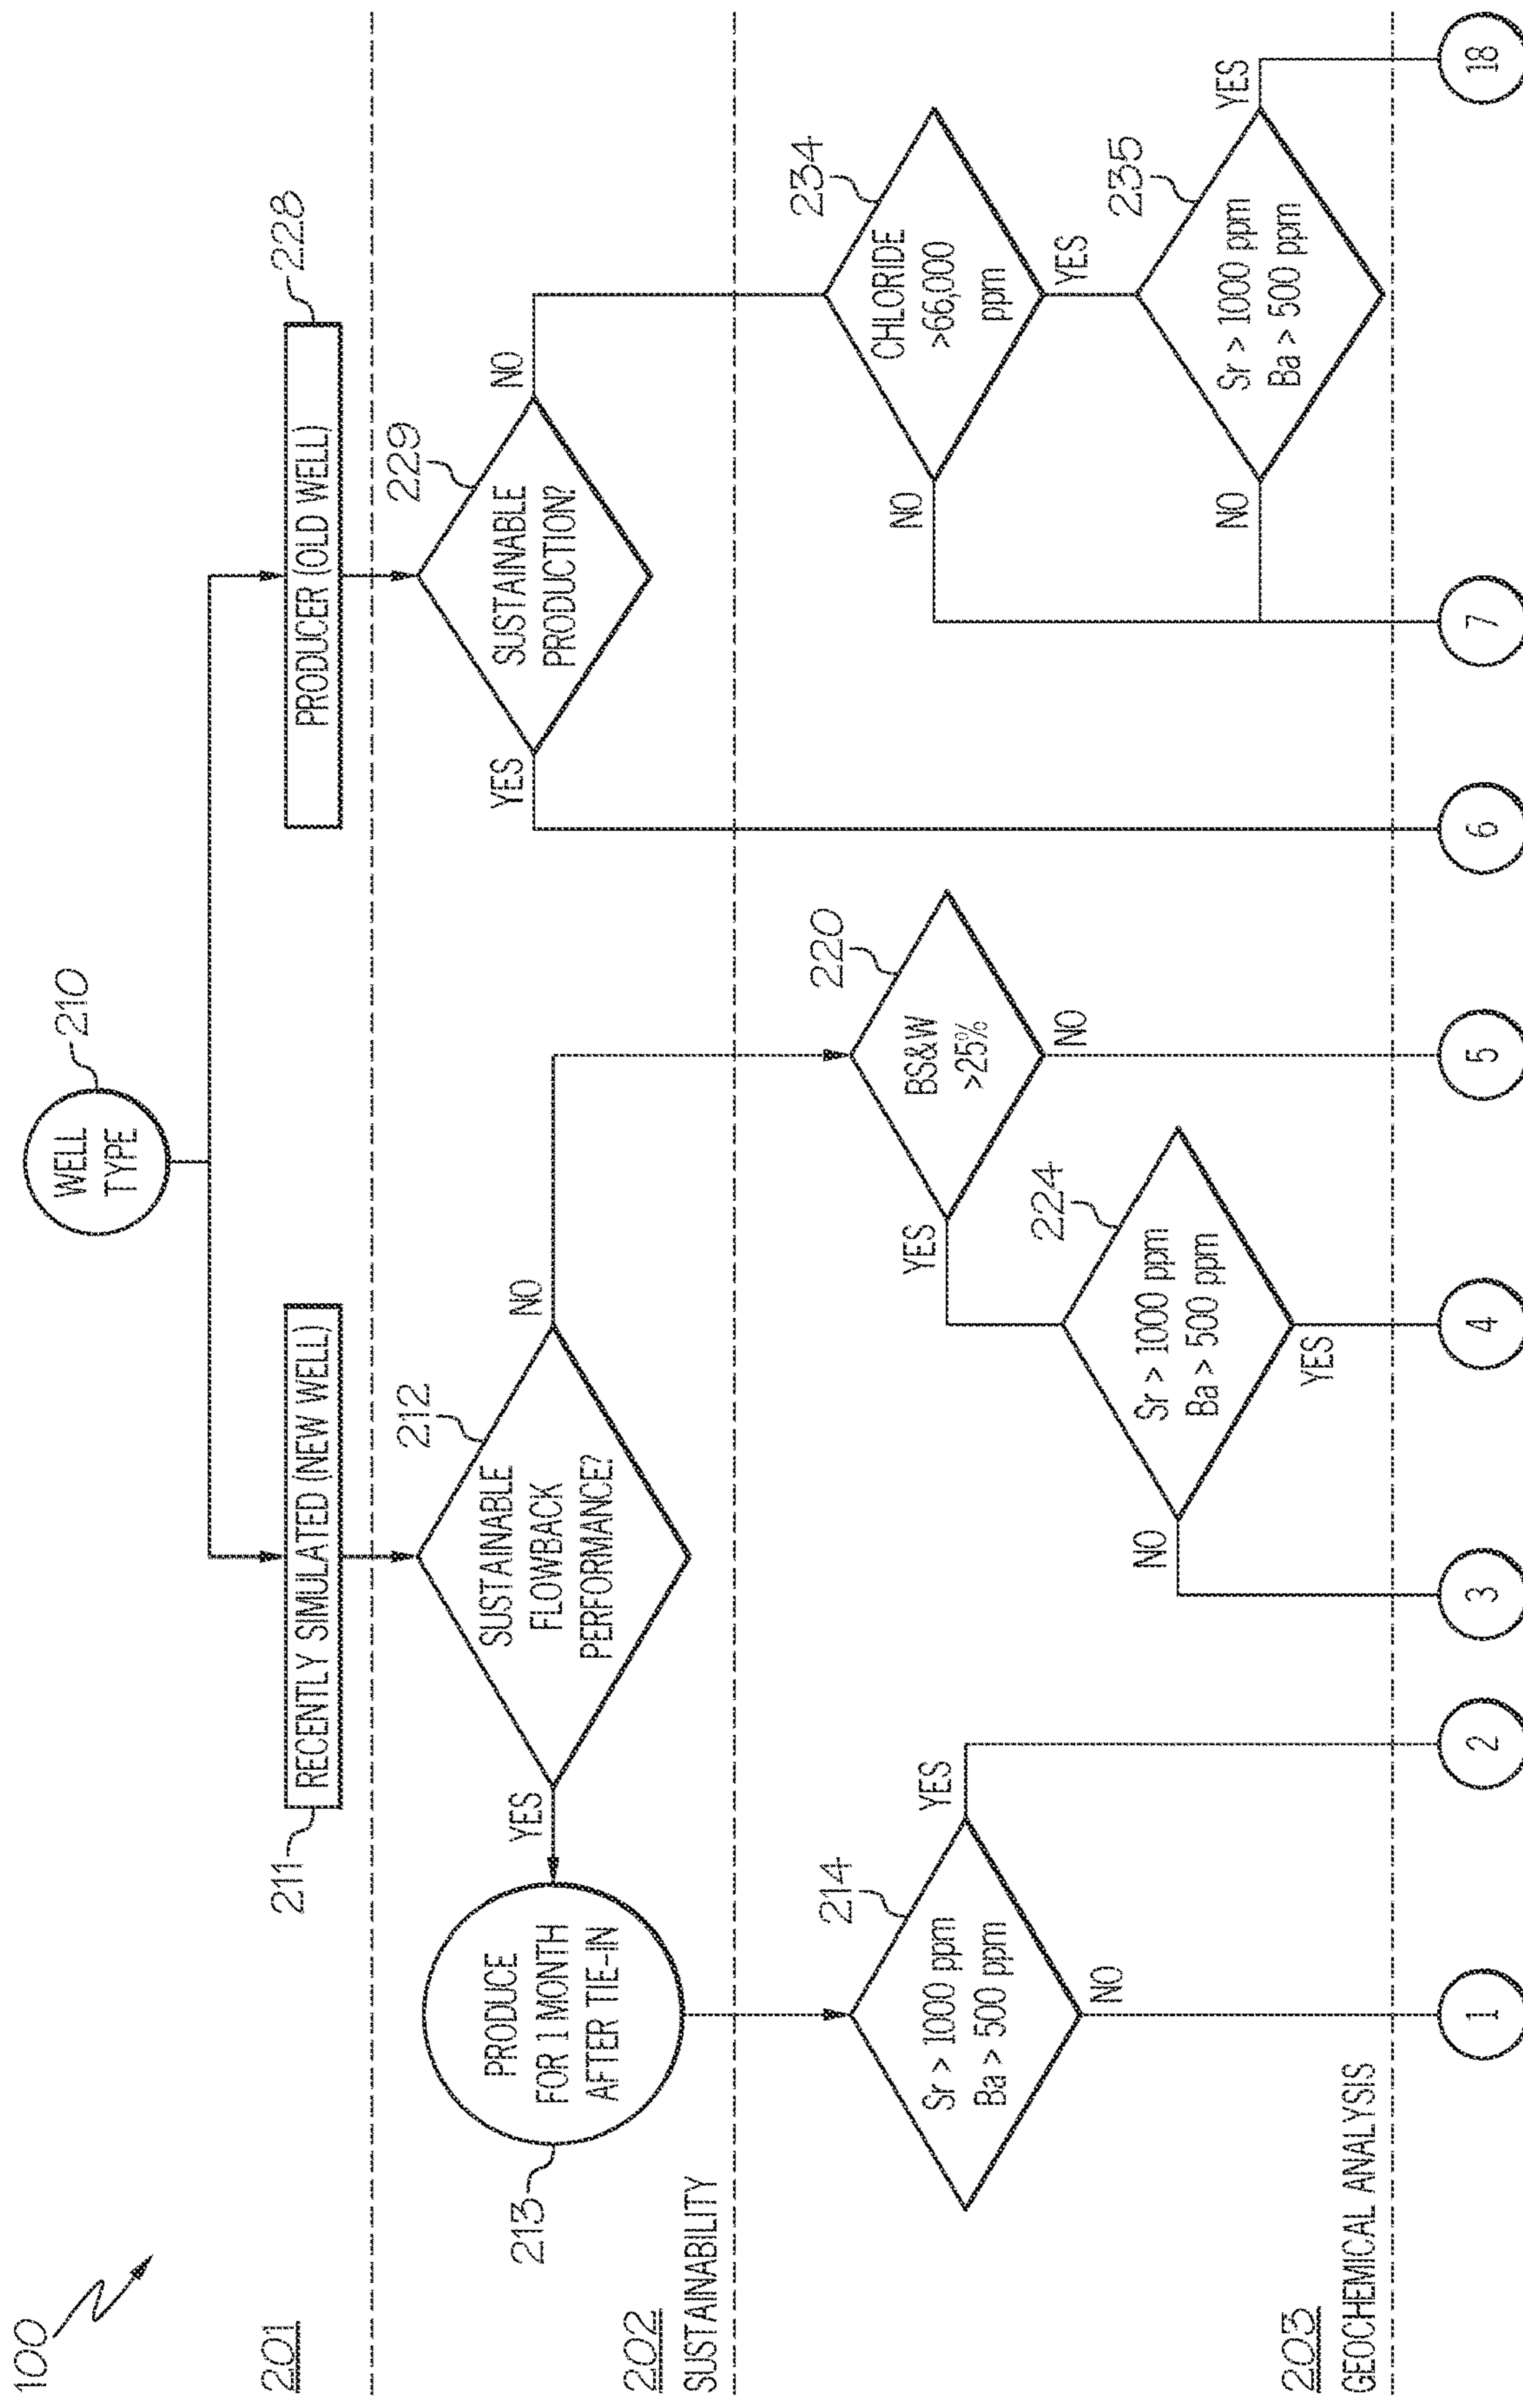 100
WELL
TYPE
210
201
211
RECENTLY SIMULATED (NEW WELL)
PRODUCER (OLD WELL)
228
202
SUSTAINABILITY
213
PRODUCE
FOR 1 MONTH
AFTER TIE-IN
YES
SUSTAINABLE
FLOWBACK
PERFORMANCE?
212
NO
YES
SUSTAINABLE
PRODUCTION?
229
NO
203
GEOCHEMICAL ANALYSIS
Sr > 1000 ppm
Ba > 500 ppm
214
YES
NO
BS&W
>25%
220
YES
NO
Sr > 1000 ppm
Ba > 500 ppm
224
NO
YES
CHLORIDE
>66,000
ppm
234
NO
YES
Sr > 1000 ppm
Ba > 500 ppm
235
NO
YES
1
2
3
4
5
6
7
18